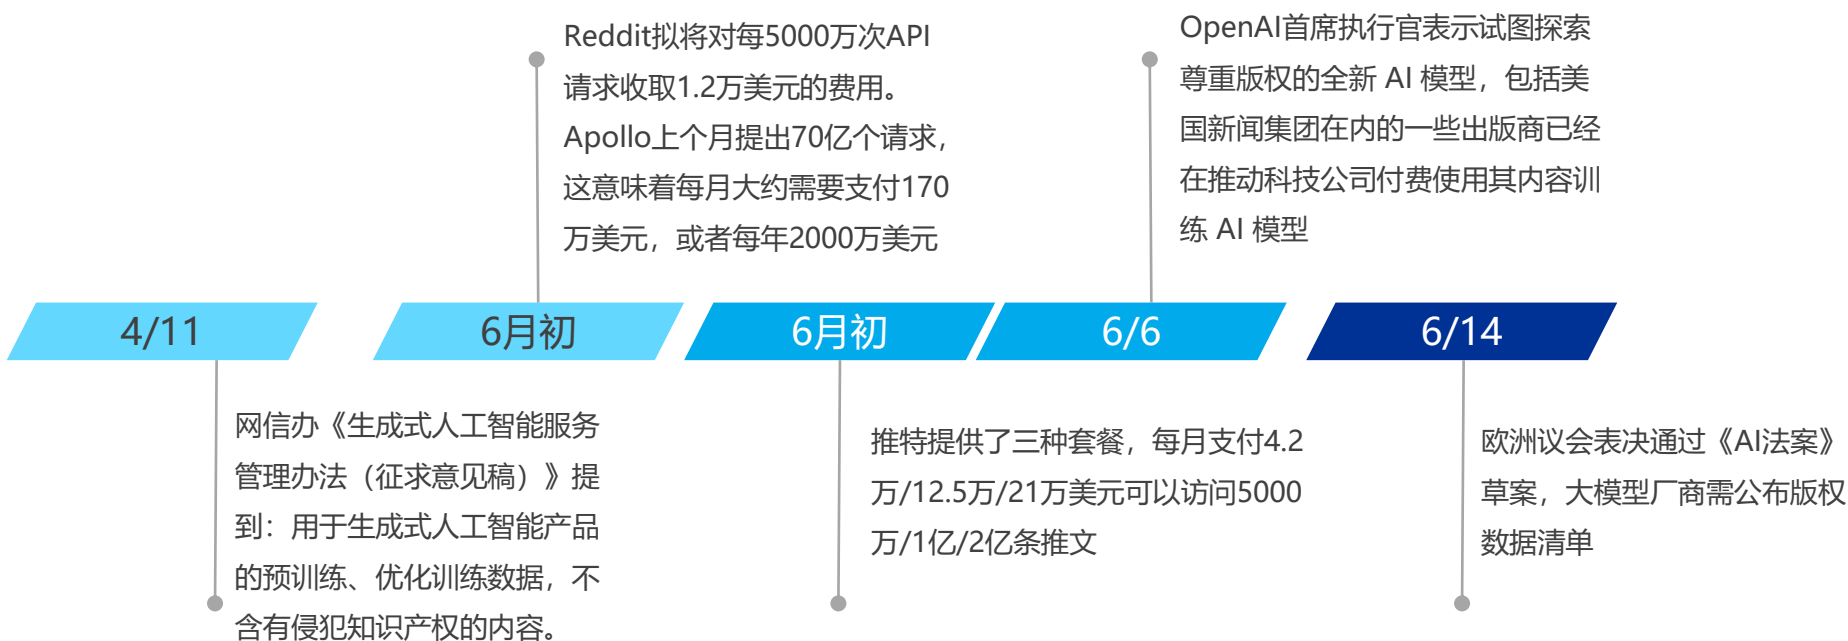 Reddit拟将对每5000万次API
请求收取1.2万美元的费用。
Apollo上个月提出70亿个请求，
这意味着每月大约需要支付170
万美元，或者每年2000万美元
OpenAI首席执行官表示试图探索
尊重版权的全新 AI 模型，包括美
国新闻集团在内的一些出版商已经
在推动科技公司付费使用其内容训
练 AI 模型
4/11
6月初
6月初
6/6
6/14
网信办《生成式人工智能服务
管理办法（征求意见稿）》提
到：用于生成式人工智能产品
的预训练、优化训练数据，不
含有侵犯知识产权的内容。
推特提供了三种套餐，每月支付4.2
万/12.5万/21万美元可以访问5000
万/1亿/2亿条推文
欧洲议会表决通过《AI法案》
草案，大模型厂商需公布版权
数据清单